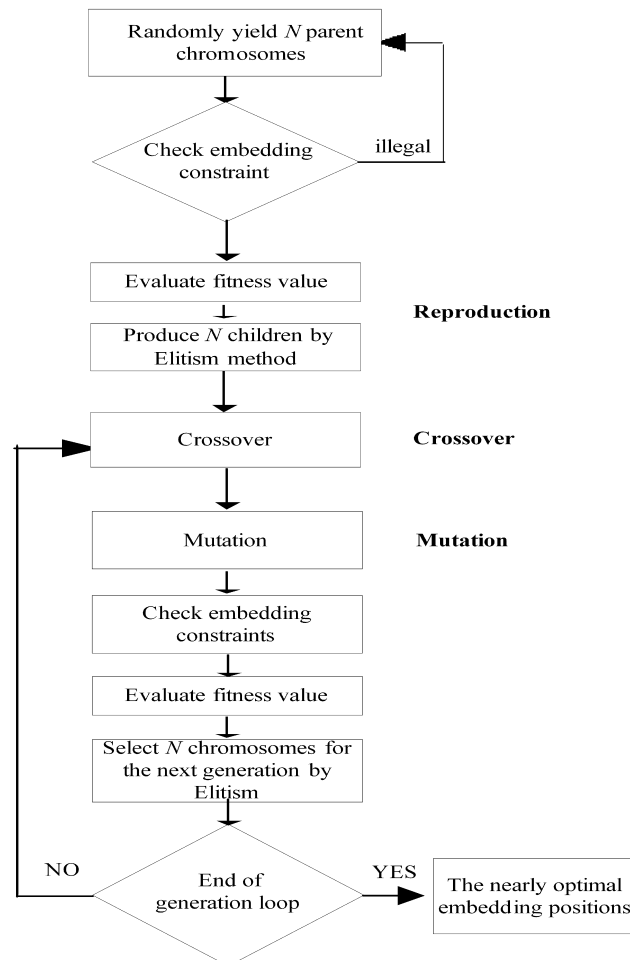 Randomly yield N parent
chromosomes
Check embedding
constraint
illegal
Evaluate fitness value
Reproduction
Produce N children by
Elitism method
Crossover
Crossover
Mutation
Mutation
Check embedding
constraints
Evaluate fitness value
Select N chromosomes for
the next generation by
Elitism
NO
End of
generation loop
YES
The nearly optimal
embedding positions